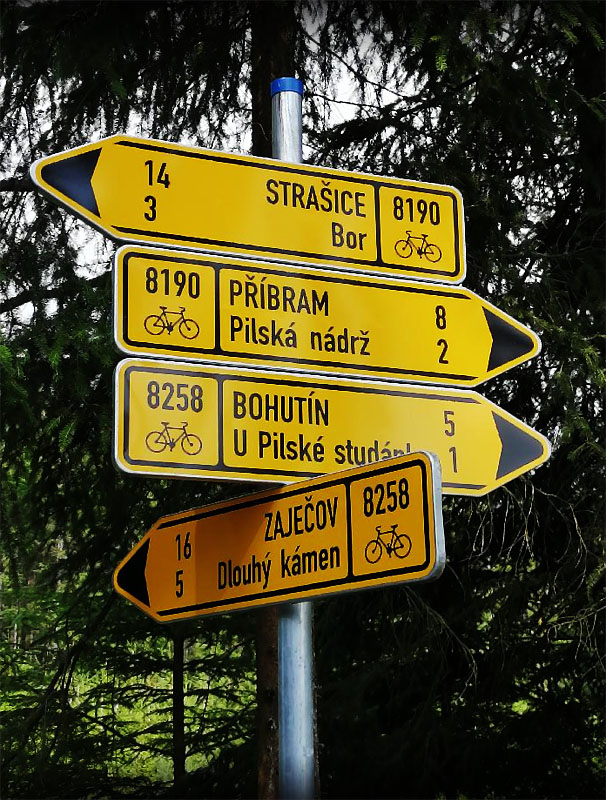 14 STRAŠICE 8190
3 Bor
8190 PŘÍBRAM 8
Pilská nádrž 2
8258 BOHUTÍN 5
U Pilské 1
16 ZAJEČOV 8258
5 Dlouhý kámen